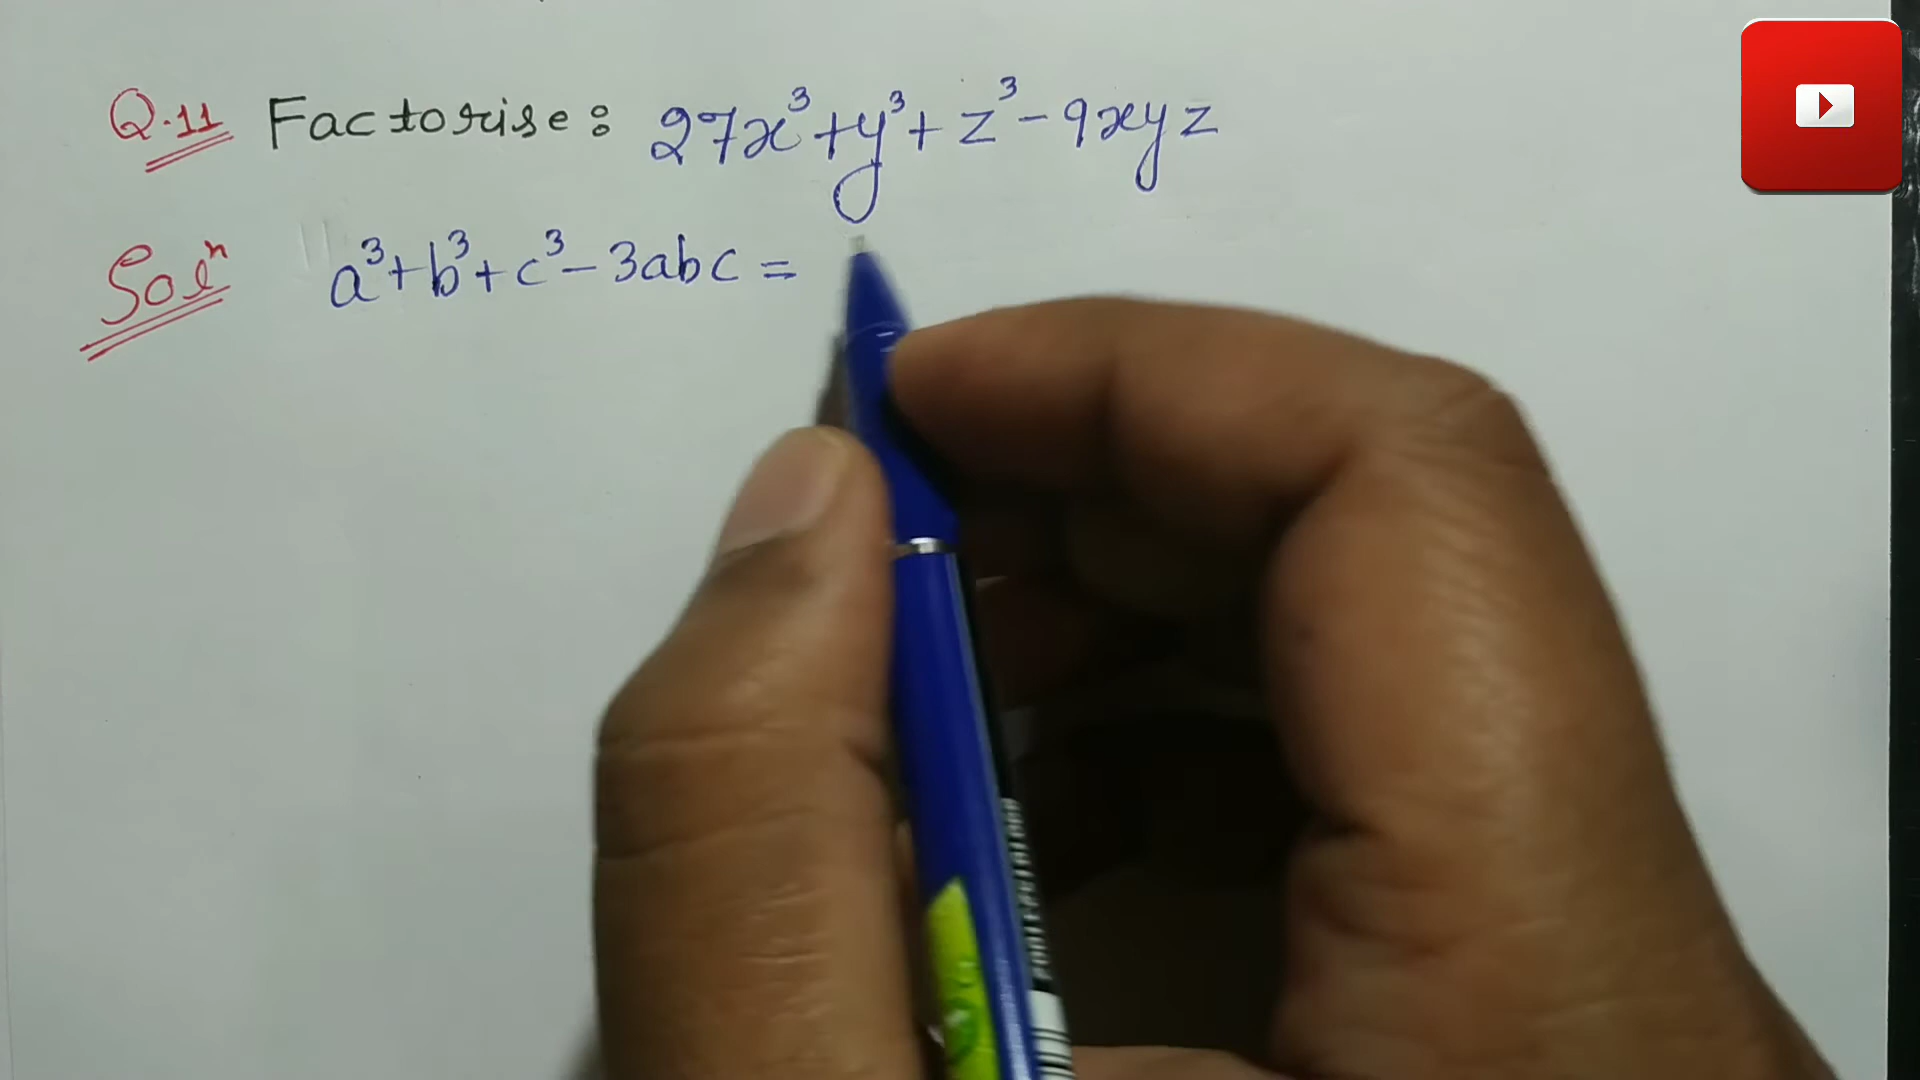 Q.11 Factorise: 27x³+y³+z³-9xyz
Solⁿ a³+b³+c³-3abc =